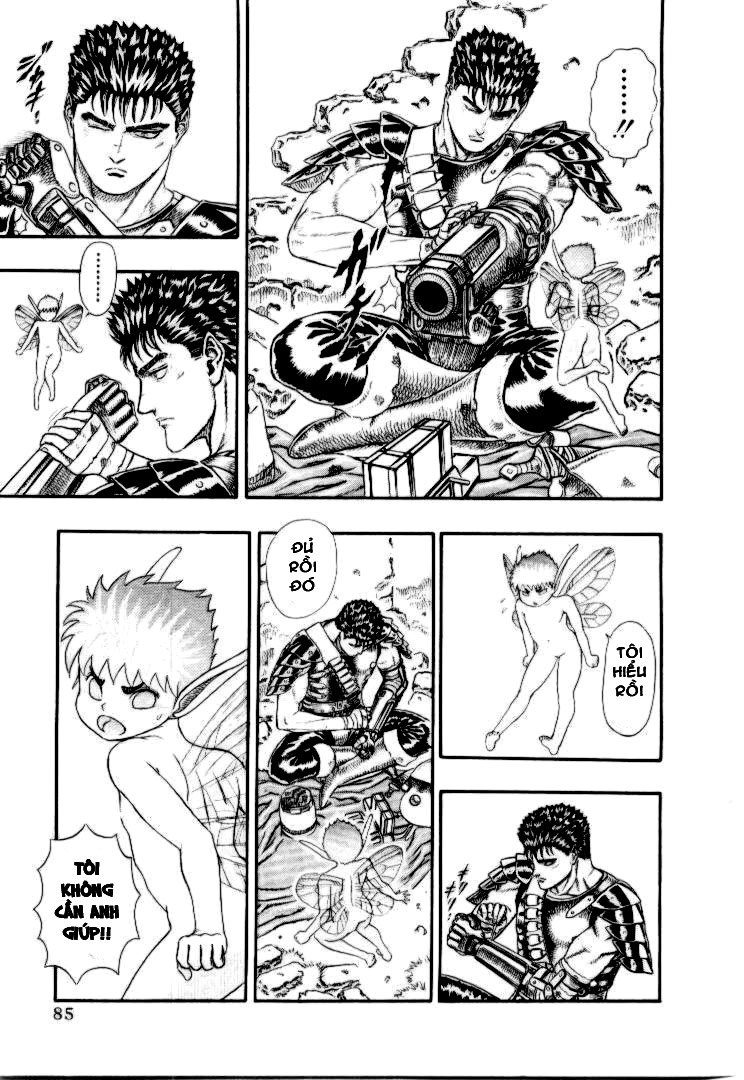 ......!!
......
TÔI
HIỂU
RỒI
ĐỦ
RỒI
ĐÓ
TÔI
KHÔNG
CẦN ANH
GIÚP!!
85